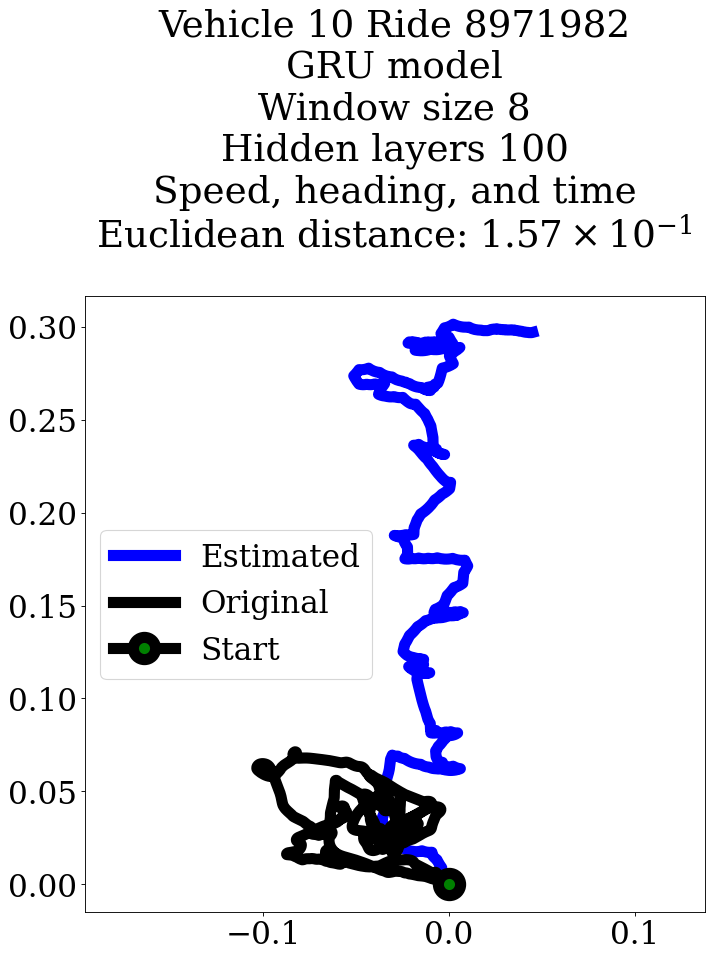 Vehicle 10 Ride 8971982
GRU model
Window size 8
Hidden layers 100
Speed, heading, and time
Euclidean distance: 1.57 × 10⁻¹
0.30
0.25
0.20
0.15
0.10
0.05
0.00
Estimated
Original
Start
−0.1
0.0
0.1